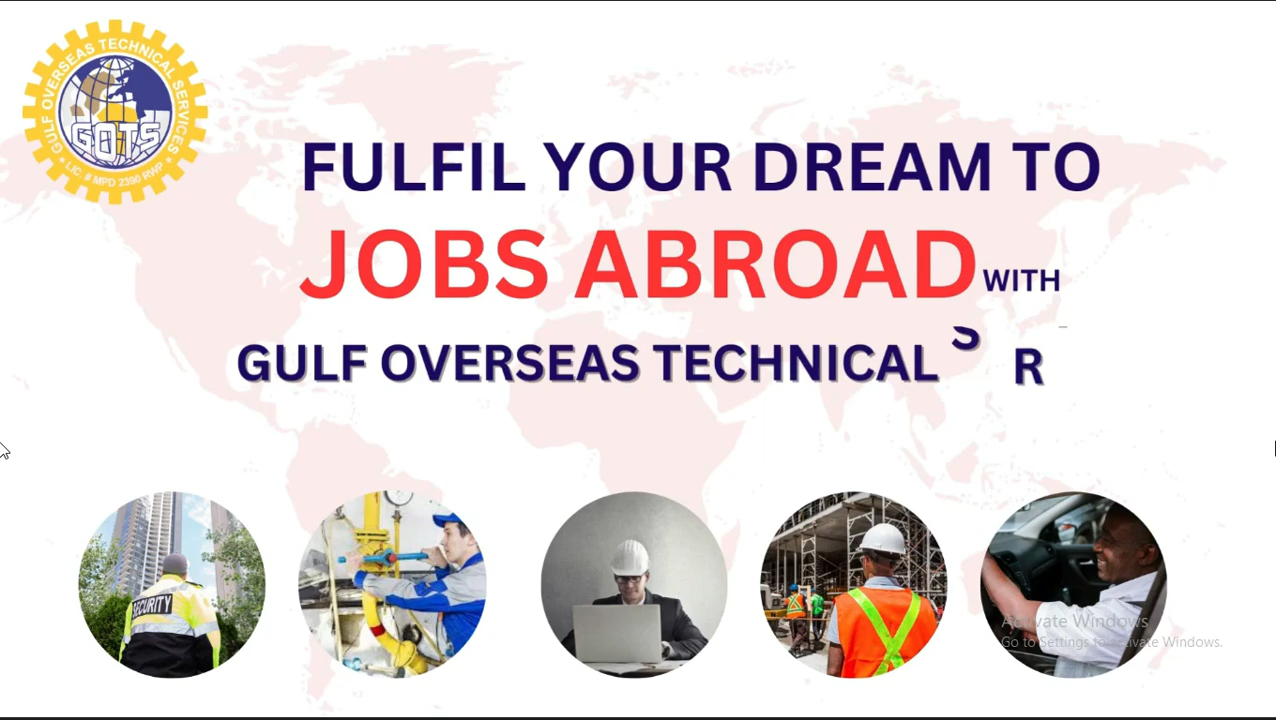 GULF OVERSEAS TECHNICAL SERVICES
GOTS
LIC # MPD 2390 RWP
FULFIL YOUR DREAM TO
JOBS ABROAD WITH
GULF OVERSEAS TECHNICAL S R
SECURITY
Activate Windows
Go to Settings to activate Windows.